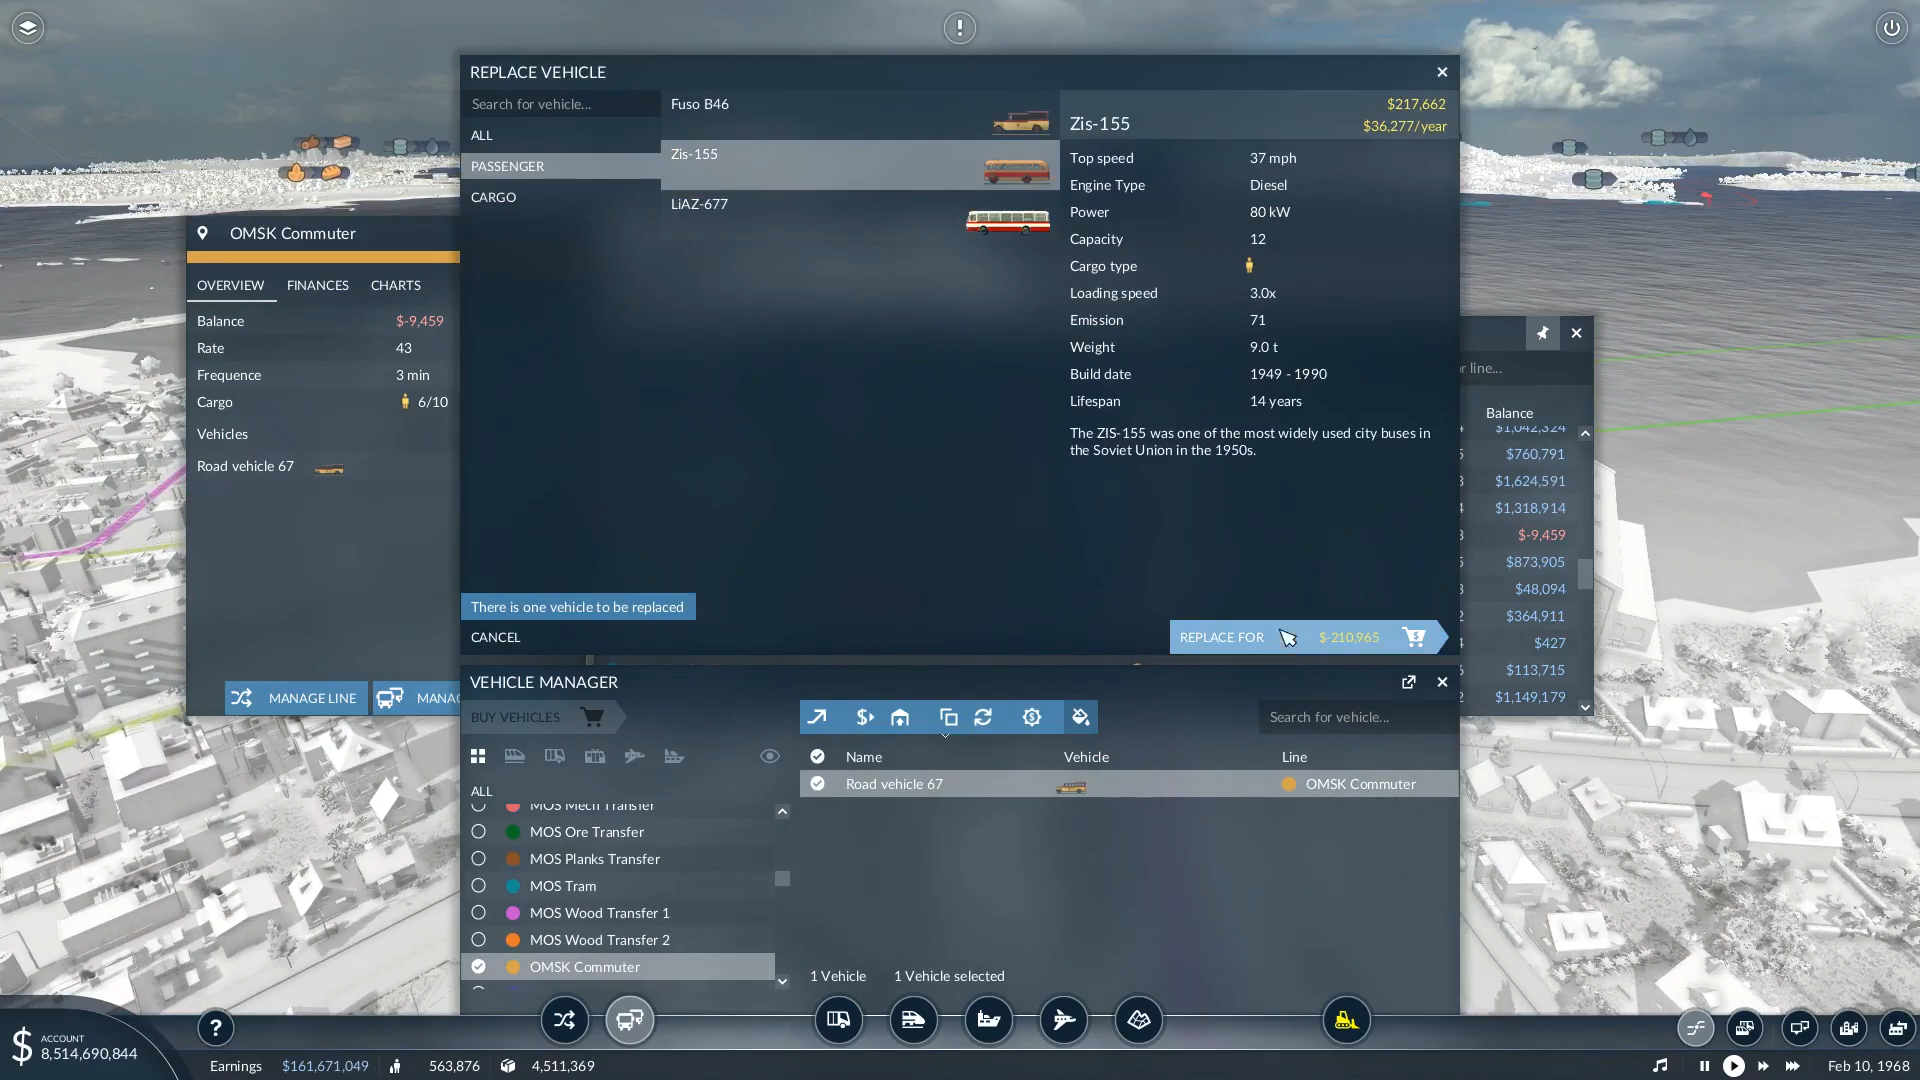 REPLACE VEHICLE
Search for vehicle...
ALL
PASSENGER
CARGO
Fuso B46
Zis-155
LiAZ-677
Zis-155
$217,662
$36,277/year
Top speed 37 mph
Engine Type Diesel
Power 80 kW
Capacity 12
Cargo type
Loading speed 3.0x
Emission 71
Weight 9.0 t
Build date 1949 - 1990
Lifespan 14 years
The ZIS-155 was one of the most widely used city buses in
the Soviet Union in the 1950s.
There is one vehicle to be replaced
CANCEL
REPLACE FOR $-210,965
OMSK Commuter
OVERVIEW FINANCES CHARTS
Balance $-9,459
Rate 43
Frequence 3 min
Cargo 6/10
Vehicles
Road vehicle 67
MANAGE LINE
MANAG
or line...
Balance
$1,042,324
$760,791
$1,624,591
$1,318,914
$-9,459
$873,905
$48,094
$364,911
$427
$113,715
$1,149,179
VEHICLE MANAGER
BUY VEHICLES
Search for vehicle...
ALL
MOS Mech Transfer
MOS Ore Transfer
MOS Planks Transfer
MOS Tram
MOS Wood Transfer 1
MOS Wood Transfer 2
OMSK Commuter
Name Vehicle Line
Road vehicle 67 OMSK Commuter
1 Vehicle 1 Vehicle selected
ACCOUNT
8,514,690,844
Earnings $161,671,049 563,876 4,511,369
Feb 10, 1968